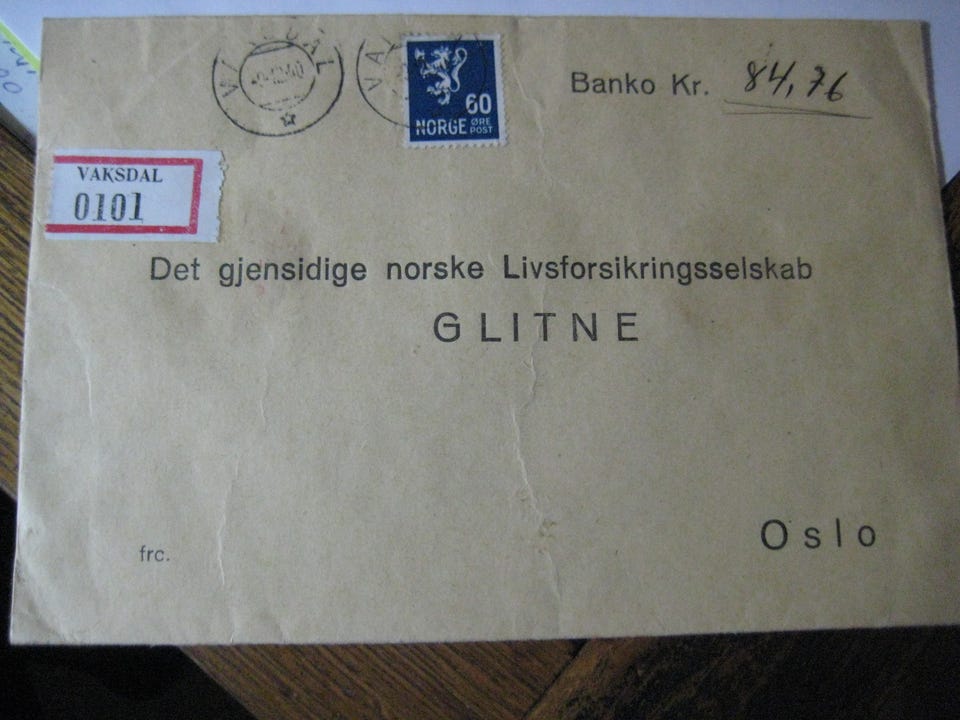 Banko Kr. 84,76
60
NORGE ØRE
POST
VAKSDAL
0101
Det gjensidige norske Livsforsikringsselskab
GLITNE
Oslo
frc.